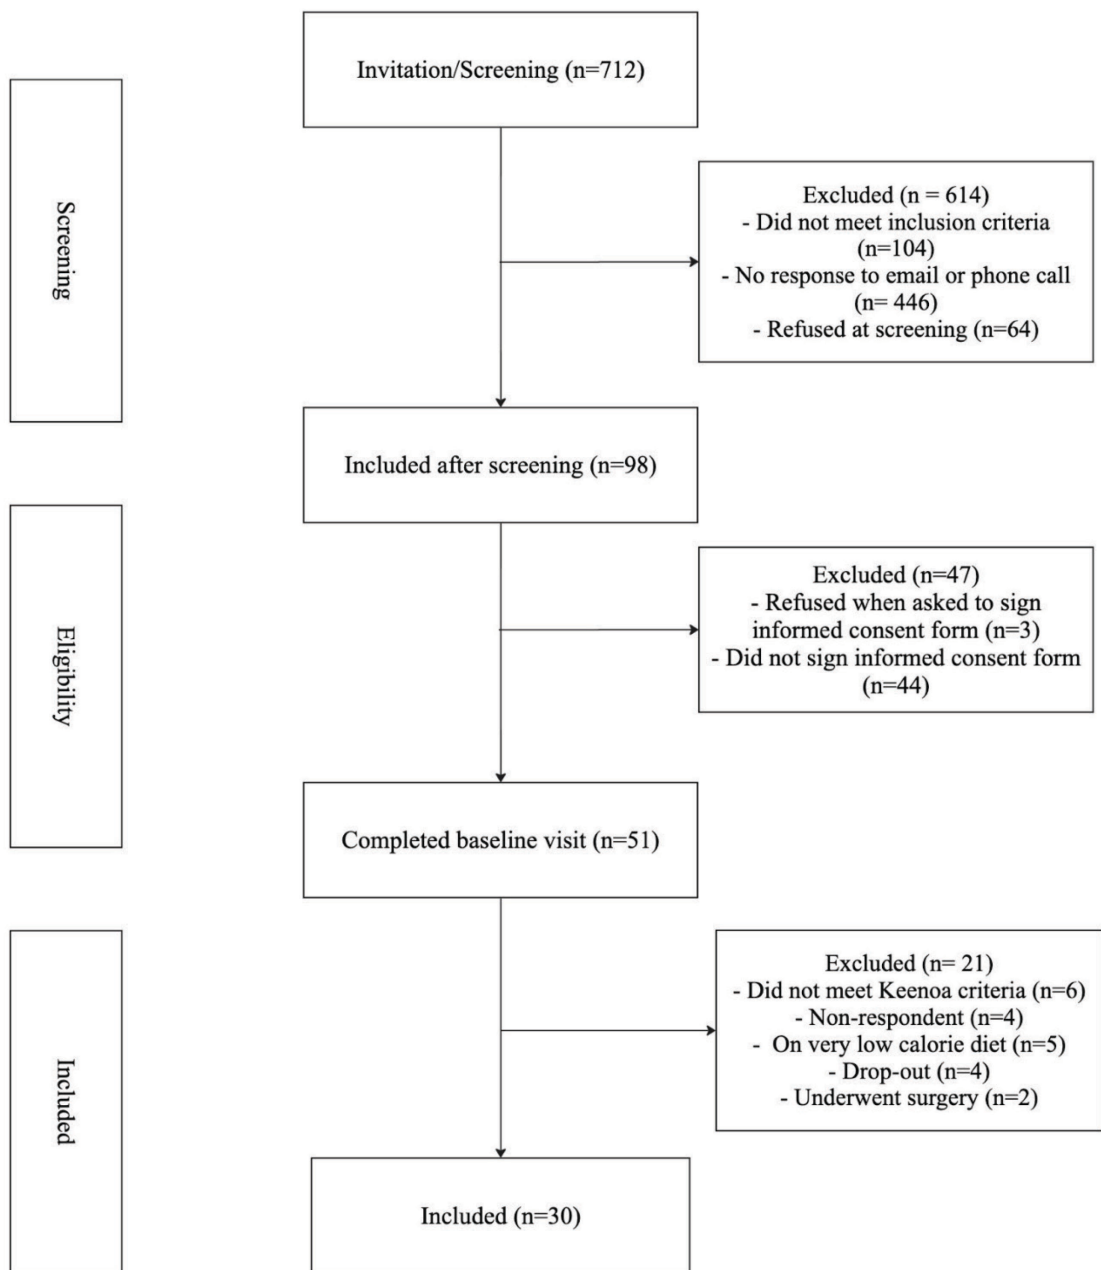 Invitation/Screening (n=712)
Screening
Excluded (n = 614)
- Did not meet inclusion criteria
(n=104)
- No response to email or phone call
(n= 446)
- Refused at screening (n=64)
Included after screening (n=98)
Eligibility
Excluded (n=47)
- Refused when asked to sign
informed consent form (n=3)
- Did not sign informed consent form
(n=44)
Completed baseline visit (n=51)
Included
Excluded (n= 21)
- Did not meet Keenoa criteria (n=6)
- Non-respondent (n=4)
- On very low calorie diet (n=5)
- Drop-out (n=4)
- Underwent surgery (n=2)
Included (n=30)